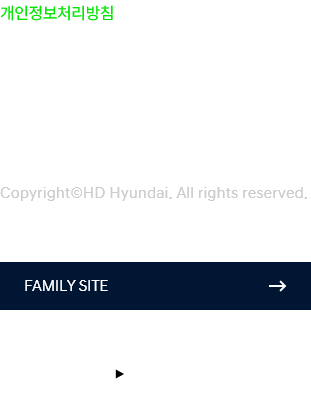 개인정보처리방침
Copyright©HD Hyundai. All rights reserved.
FAMILY SITE